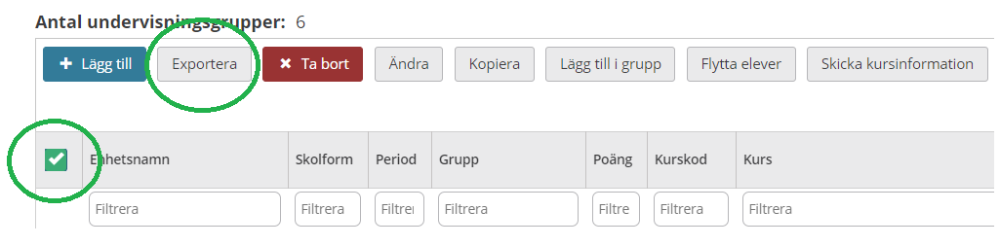 Antal undervisningsgrupper: 6
Lägg till Exportera Ta bort Ändra Kopiera Lägg till i grupp Flytta elever Skicka kursinformation
Enhetsnamn Skolform Period Grupp Poäng Kurskod Kurs
Filtrera Filtrera Filtrer Filtrera Filtre Filtrera Filtrera